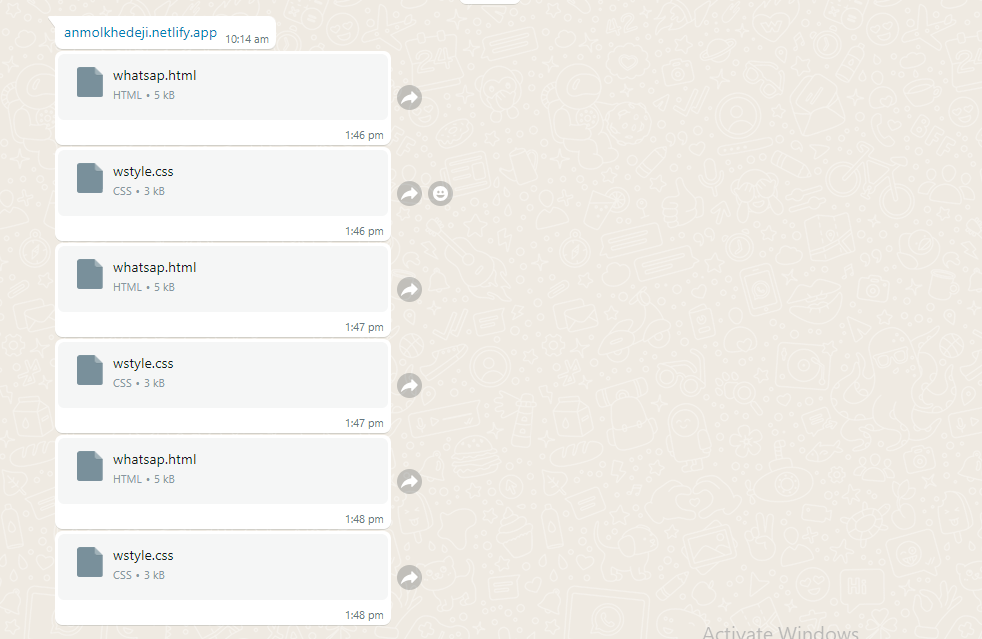 anmolkhedeji.netlify.app 10:14 am
whatsap.html
HTML • 5 kB
1:46 pm
wstyle.css
CSS • 3 kB
1:46 pm
whatsap.html
HTML • 5 kB
1:47 pm
wstyle.css
CSS • 3 kB
1:47 pm
whatsap.html
HTML • 5 kB
1:48 pm
wstyle.css
CSS • 3 kB
1:48 pm
Activate Windows